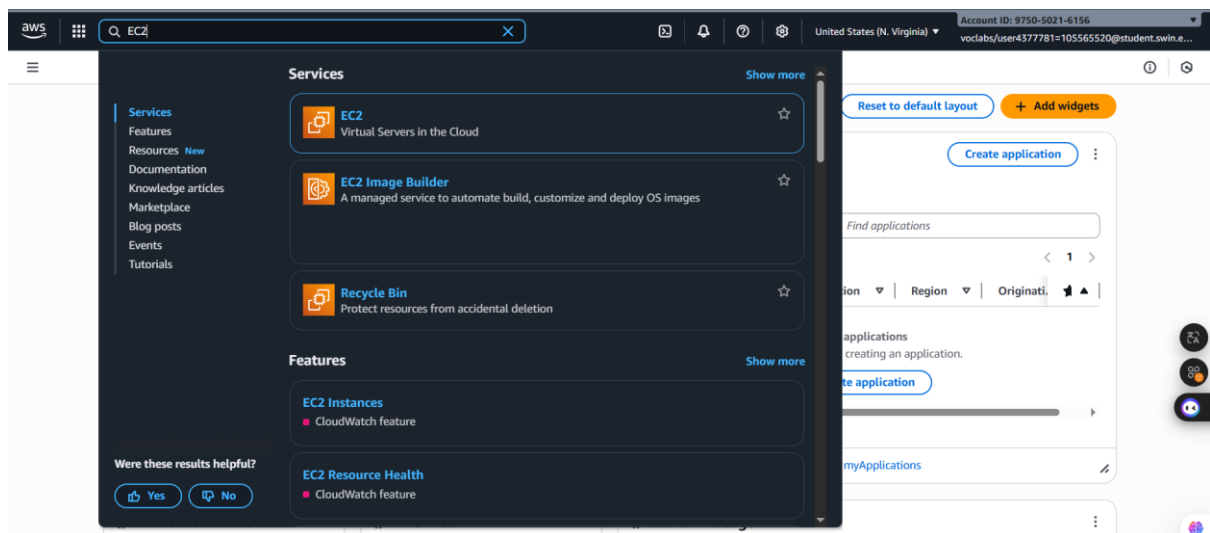 aws
EC2
United States (N. Virginia)
Account ID: 9750-5021-6156
voclabs/user4377781=105565520@student.swin.e...
Services
Features
Resources New
Documentation
Knowledge articles
Marketplace
Blog posts
Events
Tutorials
Were these results helpful?
Yes
No
Services
Show more
EC2
Virtual Servers in the Cloud
EC2 Image Builder
A managed service to automate build, customize and deploy OS images
Recycle Bin
Protect resources from accidental deletion
Features
Show more
EC2 Instances
CloudWatch feature
EC2 Resource Health
CloudWatch feature
Reset to default layout
+ Add widgets
Create application
Find applications
1
Region
Originati.
applications
creating an application.
application
myApplications